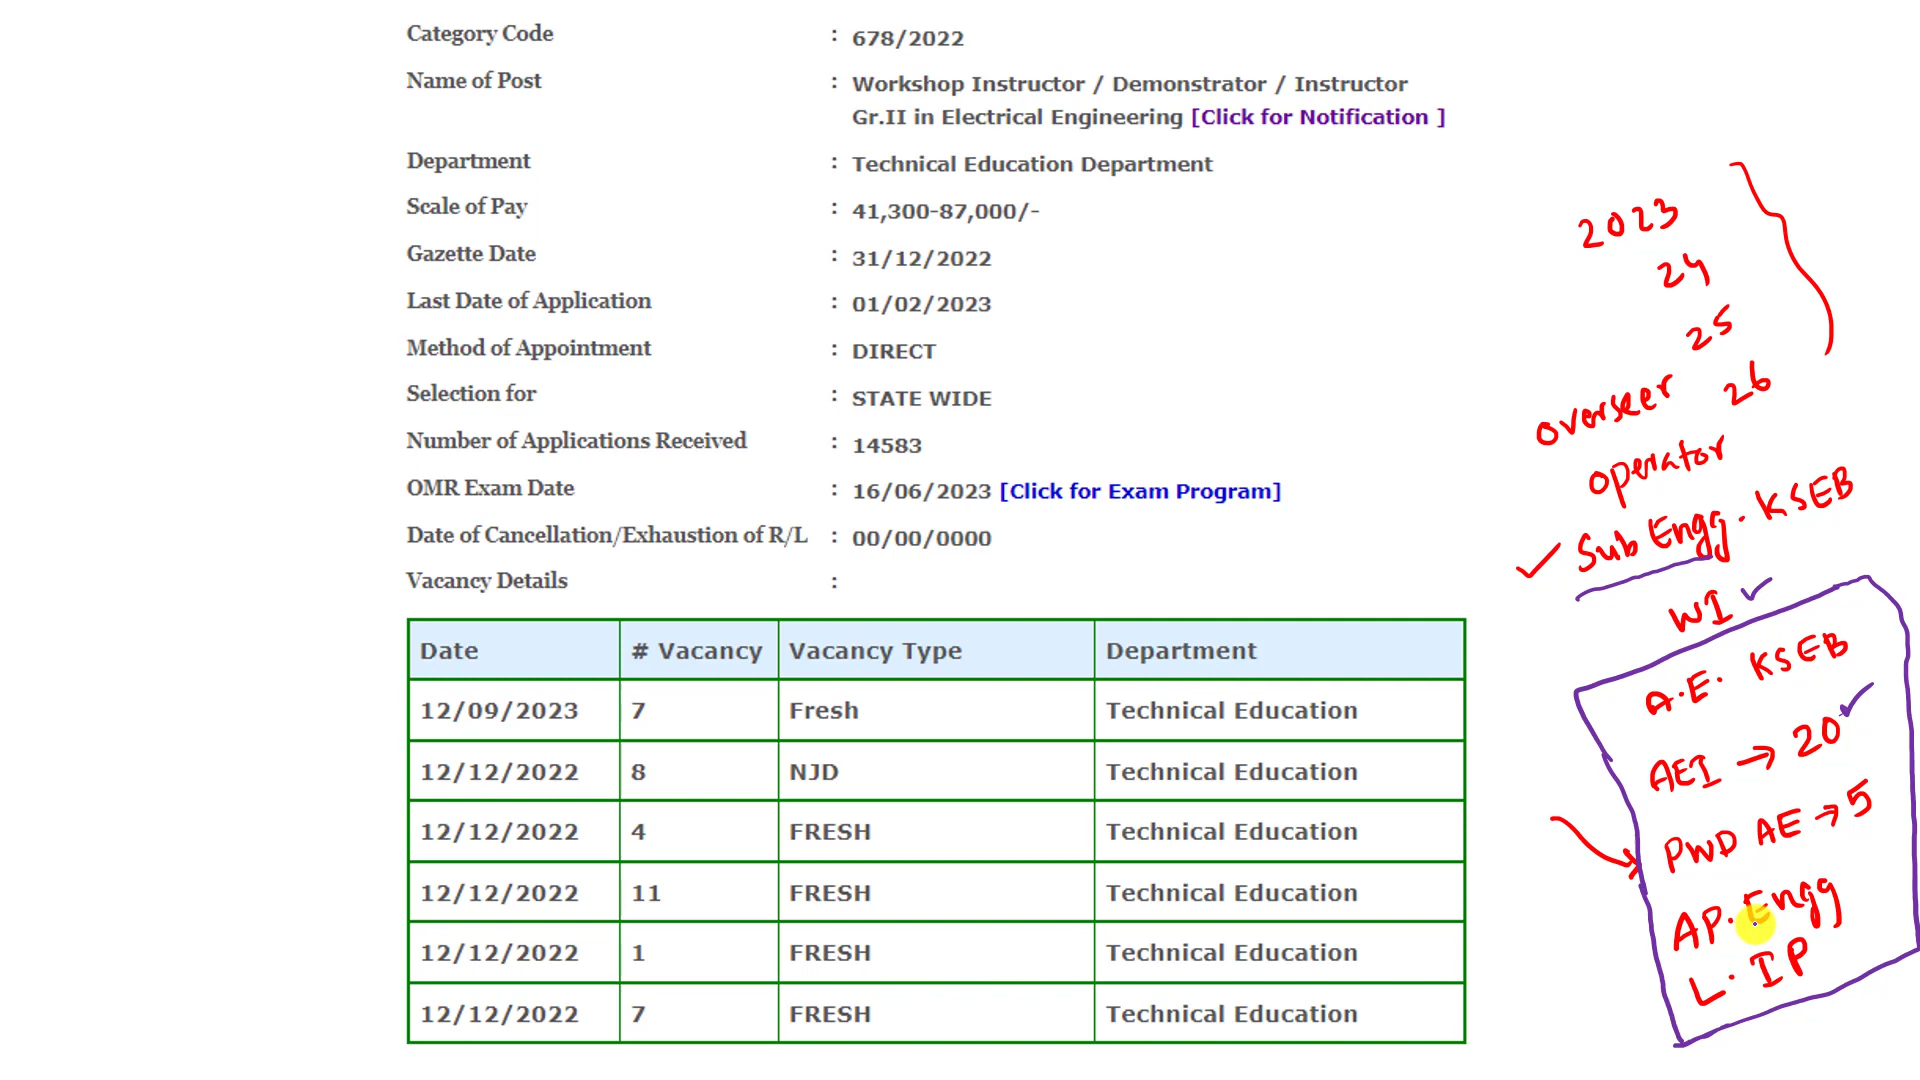 Category Code : 678/2022
Name of Post : Workshop Instructor / Demonstrator / Instructor
Gr.II in Electrical Engineering [Click for Notification ]
Department : Technical Education Department
Scale of Pay : 41,300-87,000/-
Gazette Date : 31/12/2022
Last Date of Application : 01/02/2023
Method of Appointment : DIRECT
Selection for : STATE WIDE
Number of Applications Received : 14583
OMR Exam Date : 16/06/2023 [Click for Exam Program]
Date of Cancellation/Exhaustion of R/L : 00/00/0000
Vacancy Details :
Date # Vacancy Vacancy Type Department
12/09/2023 7 Fresh Technical Education
12/12/2022 8 NJD Technical Education
12/12/2022 4 FRESH Technical Education
12/12/2022 11 FRESH Technical Education
12/12/2022 1 FRESH Technical Education
12/12/2022 7 FRESH Technical Education
2023
24
25
26
overseer
operator
Sub Engg. KSEB
WI
A.E. KSEB
AEI → 20
PWD AE → 5
AP. Engg
L. IP